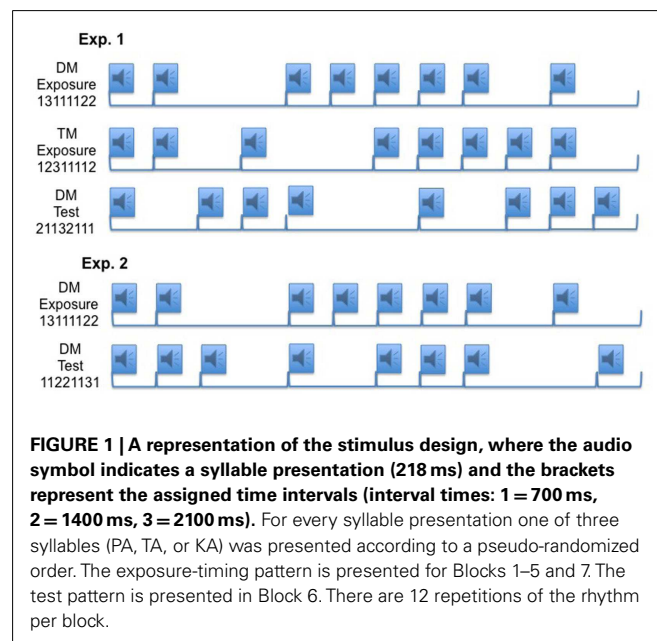 Exp. 1
DM
Exposure
13111122
TM
Exposure
12311112
DM
Test
21132111
Exp. 2
DM
Exposure
13111122
DM
Test
11221131
FIGURE 1 | A representation of the stimulus design, where the audio
symbol indicates a syllable presentation (218 ms) and the brackets
represent the assigned time intervals (interval times: 1 = 700 ms,
2 = 1400 ms, 3 = 2100 ms). For every syllable presentation one of three
syllables (PA, TA, or KA) was presented according to a pseudo-randomized
order. The exposure-timing pattern is presented for Blocks 1–5 and 7. The
test pattern is presented in Block 6. There are 12 repetitions of the rhythm
per block.